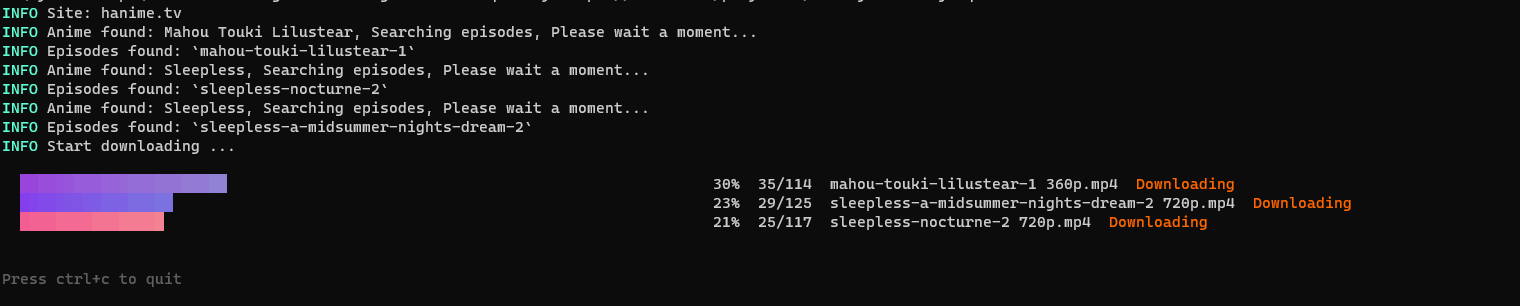 INFO Site: hanime.tv
INFO Anime found: Mahou Touki Lilustear, Searching episodes, Please wait a moment...
INFO Episodes found: `mahou-touki-lilustear-1`
INFO Anime found: Sleepless, Searching episodes, Please wait a moment...
INFO Episodes found: `sleepless-nocturne-2`
INFO Anime found: Sleepless, Searching episodes, Please wait a moment...
INFO Episodes found: `sleepless-a-midsummer-nights-dream-2`
INFO Start downloading ...
30% 35/114 mahou-touki-lilustear-1 360p.mp4 Downloading
23% 29/125 sleepless-a-midsummer-nights-dream-2 720p.mp4 Downloading
21% 25/117 sleepless-nocturne-2 720p.mp4 Downloading
Press ctrl+c to quit